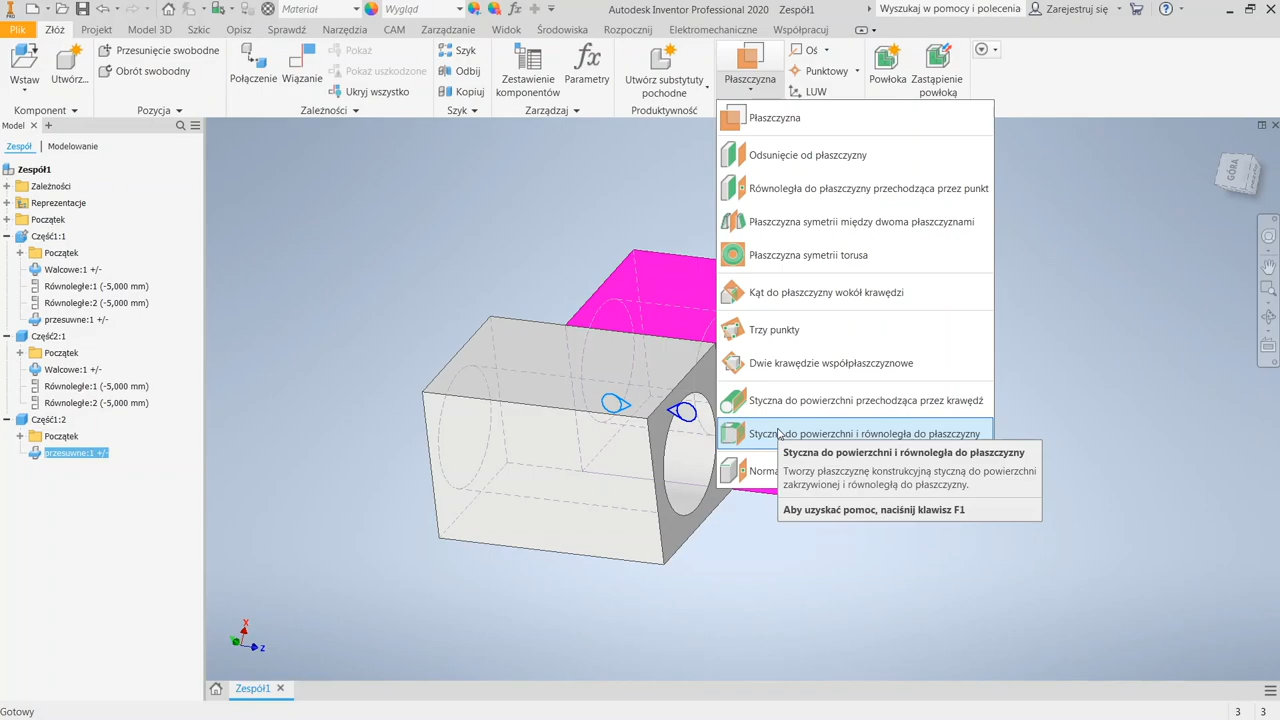 PRO
Materiał
Wygląd
Autodesk Inventor Professional 2020
Zespół1
Wyszukaj w pomocy i polecenia
Zarejestruj się
Plik
Złóż
Projekt
Model 3D
Szkic
Opisz
Sprawdź
Narzędzia
CAM
Zarządzanie
Widok
Środowiska
Rozpocznij
Elektromechaniczne
Współpracuj
Wstaw
Utwórz...
Przesunięcie swobodne
Obrót swobodny
Połączenie
Wiązanie
Pokaż
Pokaż uszkodzone
Ukryj wszystko
Szyk
Odbij
Kopiuj
Zestawienie
komponentów
fx
Parametry
Utwórz substytuty
pochodne
Płaszczyzna
Oś
Punktowy
LUW
Powłoka
Zastąpienie
powłoką
Komponent
Pozycja
Zależności
Szyk
Zarządzaj
Produktywność
Model
Zespół
Modelowanie
Zespół1
Zależności
Reprezentacje
Początek
Część1:1
Początek
Walcowe:1 +/-
Równoległe:1 (-5,000 mm)
Równoległe:2 (-5,000 mm)
przesuwne:1 +/-
Część2:1
Początek
Walcowe:1 +/-
Równoległe:1 (-5,000 mm)
Równoległe:2 (-5,000 mm)
Część1:2
Początek
przesuwne:1 +/-
Płaszczyzna
Odsunięcie od płaszczyzny
Równoległa do płaszczyzny przechodząca przez punkt
Płaszczyzna symetrii między dwoma płaszczyznami
Płaszczyzna symetrii torusa
Kąt do płaszczyzny wokół krawędzi
Trzy punkty
Dwie krawędzie współpłaszczyznowe
Styczna do powierzchni przechodząca przez krawędź
Styczna do powierzchni i równoległa do płaszczyzny
Styczna do powierzchni i równoległa do płaszczyzny
Tworzy płaszczyznę konstrukcyjną styczną do powierzchni
zakrzywionej i równoległą do płaszczyzny.
Aby uzyskać pomoc, naciśnij klawisz F1
GÓRA
X
Z
Zespół1
Gotowy
3 3